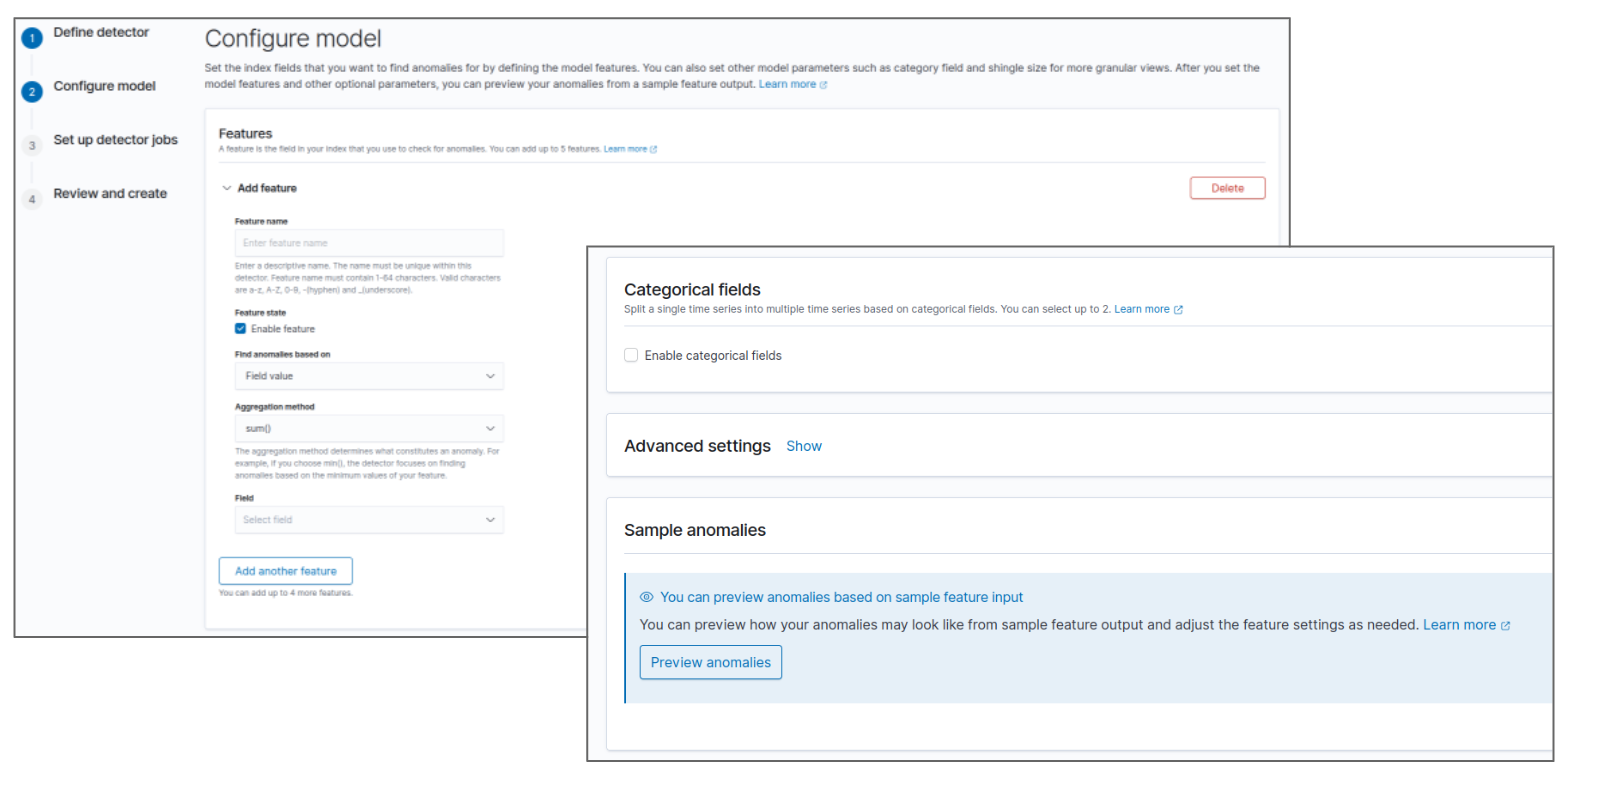 1 Define detector
2 Configure model
3 Set up detector jobs
4 Review and create
Configure model
Set the index fields that you want to find anomalies for by defining the model features. You can also set other model parameters such as category field and shingle size for more granular views. After you set the
model features and other optional parameters, you can preview your anomalies from a sample feature output. Learn more
Features
A feature is the field in your index that you use to check for anomalies. You can add up to 5 features. Learn more
Add feature
Delete
Feature name
Enter feature name
Enter a descriptive name. The name must be unique within this
detector. Feature name must contain 1-64 characters. Valid characters
are a-z, A-Z, 0-9, -(hyphen) and _(underscore).
Feature state
Enable feature
Find anomalies based on
Field value
Aggregation method
sum()
The aggregation method determines what constitutes an anomaly. For
example, if you choose min(), the detector focuses on finding
anomalies based on the minimum values of your feature.
Field
Select field
Add another feature
You can add up to 4 more features.
Categorical fields
Split a single time series into multiple time series based on categorical fields. You can select up to 2. Learn more
Enable categorical fields
Advanced settings Show
Sample anomalies
You can preview anomalies based on sample feature input
You can preview how your anomalies may look like from sample feature output and adjust the feature settings as needed. Learn more
Preview anomalies